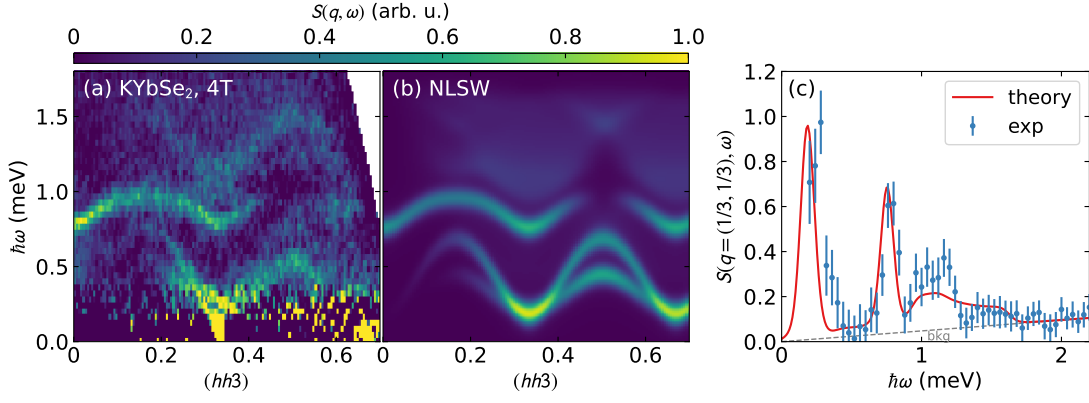 S(q, ω) (arb. u.)
0 0.2 0.4 0.6 0.8 1.0
(a) KYbSe₂, 4T
(b) NLSW
(c)
theory
exp
bkg
ħω (meV)
0.0 0.5 1.0 1.5
0.0 0.2 0.4 0.6
(hh3)
0.0 0.2 0.4 0.6
(hh3)
S(q = (1/3, 1/3), ω)
0.0 0.2 0.4 0.6 0.8 1.0 1.2
0 1 2
ħω (meV)